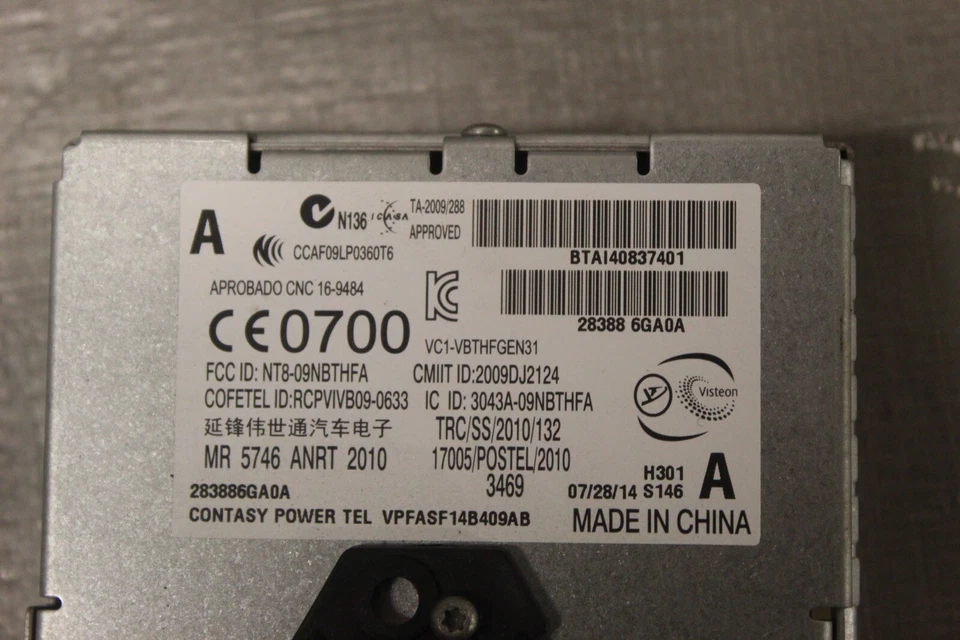 A
N136 ICASA TA-2009/288
APPROVED
CCAF09LP0360T6
BTAI40837401
APROBADO CNC 16-9484
28388 6GA0A
CE0700
VC1-VBTHFGEN31
FCC ID: NT8-09NBTHFA CMIIT ID:2009DJ2124
COFETEL ID:RCPVIVB09-0633 IC ID: 3043A-09NBTHFA
Visteon
延锋伟世通汽车电子 TRC/SS/2010/132
MR 5746 ANRT 2010 17005/POSTEL/2010
3469
H301
283886GA0A 07/28/14 S146 A
CONTASY POWER TEL VPFASF14B409AB MADE IN CHINA